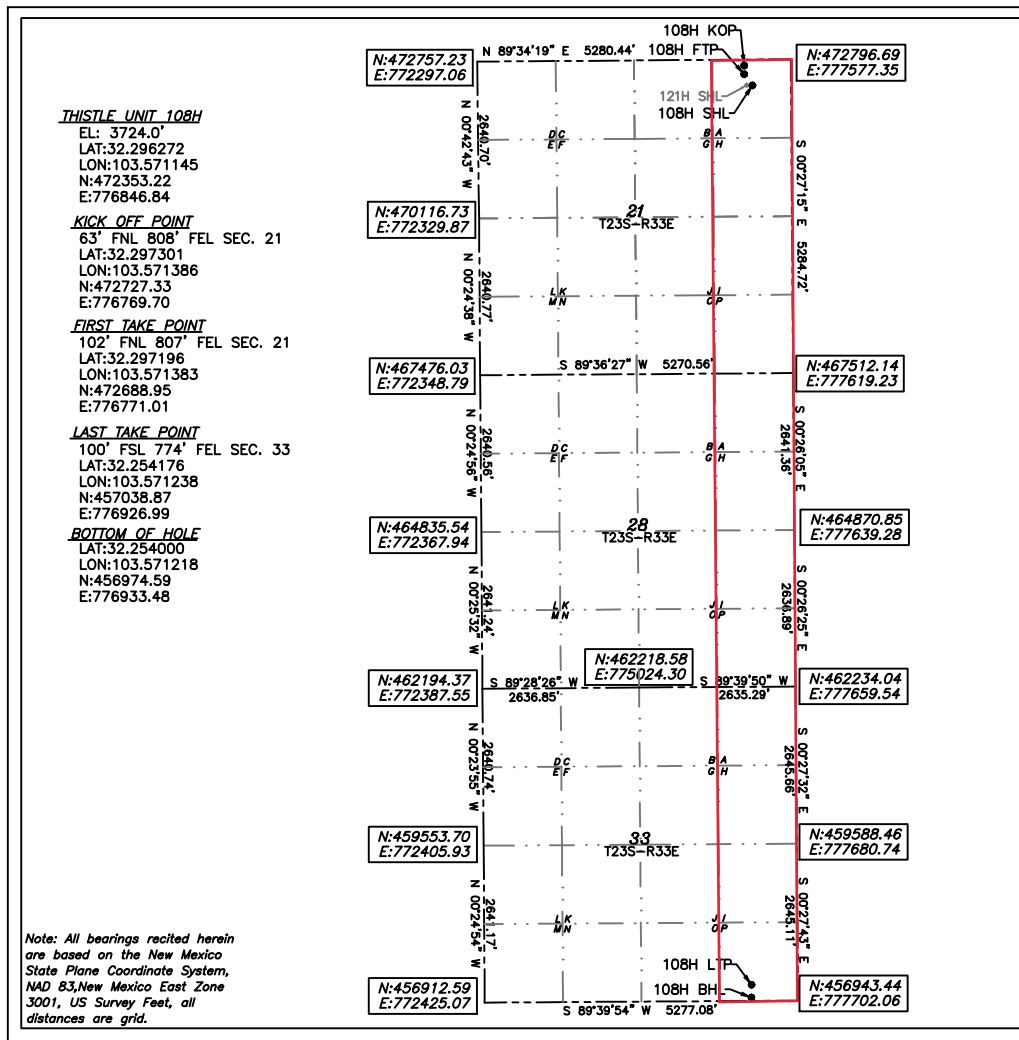 THISTLE UNIT 108H
EL: 3724.0'
LAT:32.296272
LON:103.571145
N:472353.22
E:776846.84
KICK OFF POINT
63' FNL 808' FEL SEC. 21
LAT:32.297301
LON:103.571386
N:472727.33
E:776769.70
FIRST TAKE POINT
102' FNL 807' FEL SEC. 21
LAT:32.297196
LON:103.571383
N:472688.95
E:776771.01
LAST TAKE POINT
100' FSL 774' FEL SEC. 33
LAT:32.254176
LON:103.571238
N:457038.87
E:776926.99
BOTTOM OF HOLE
LAT:32.254000
LON:103.571218
N:456974.59
E:776933.48
Note: All bearings recited herein
are based on the New Mexico
State Plane Coordinate System,
NAD 83,New Mexico East Zone
3001, US Survey Feet, all
distances are grid.
108H KOP
N 89°34'19" E 5280.44'
108H FTP
N:472757.23
E:772297.06
N:472796.69
E:777577.35
121H SHL
108H SHL
N 00°42'43" W
2640.70'
D C
E F
B A
G H
S 00°27'15" E 5284.72'
N:470116.73
E:772329.87
21
T23S-R33E
N 00°24'38" W
2640.77'
L K
M N
J I
O P
N:467476.03
E:772348.79
S 89°36'27" W 5270.56'
N:467512.14
E:777619.23
N 00°24'56" W
2640.56'
D C
E F
B A
G H
S 00°26'05" E
2641.36'
N:464835.54
E:772367.94
28
T23S-R33E
N:464870.85
E:777639.28
N 00°25'32" W
2641.24'
L K
M N
J I
O P
S 00°26'25" E
2636.89'
N:462194.37
E:772387.55
S 89°28'26" W
2636.85'
N:462218.58
E:775024.30
S 89°39'50" W
2635.29'
N:462234.04
E:777659.54
N 00°23'55" W
2640.74'
D C
E F
B A
G H
S 00°27'32" E
2645.66'
N:459553.70
E:772405.93
33
T23S-R33E
N:459588.46
E:777680.74
N 00°24'54" W
2641.17'
L K
M N
J I
O P
S 00°27'43" E
2645.11'
108H LTP
108H BHL
N:456912.59
E:772425.07
S 89°39'54" W 5277.08'
N:456943.44
E:777702.06